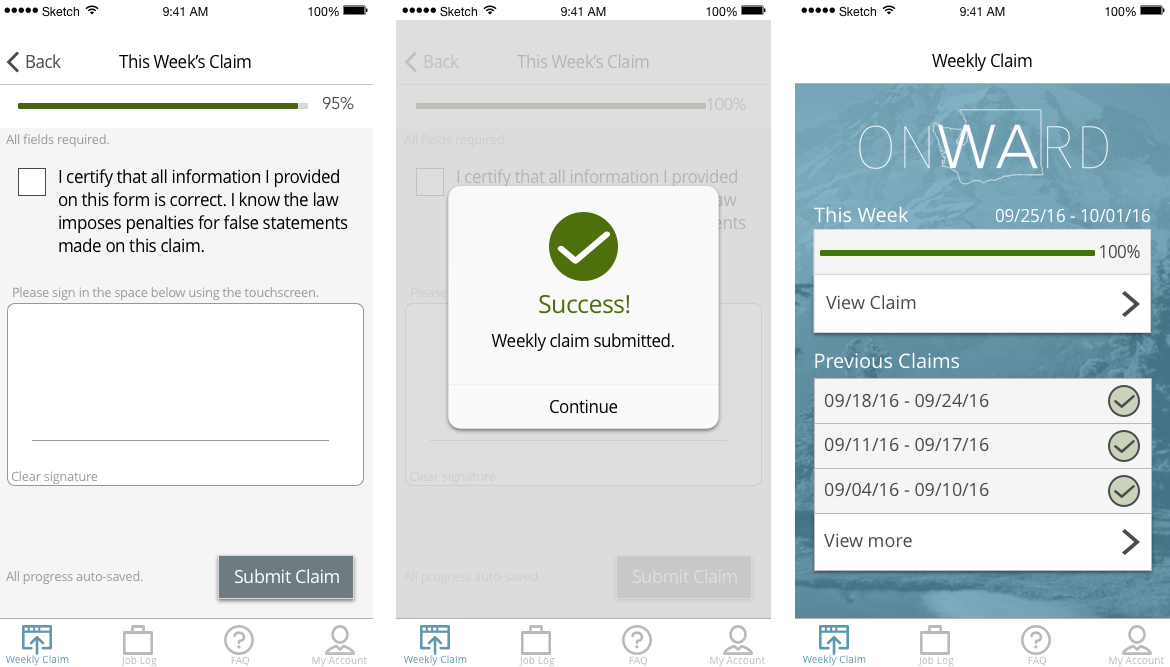 Sketch 9:41 AM 100%
Back This Week's Claim
95%
All fields required.
I certify that all information I provided
on this form is correct. I know the law
imposes penalties for false statements
made on this claim.
Please sign in the space below using the touchscreen.
Clear signature
All progress auto-saved. Submit Claim
Weekly Claim Job Log FAQ My Account
Sketch 9:41 AM 100%
Back This Week's Claim
100%
All fields required.
I certify that all information I provided
law
ents
Please
Success!
Weekly claim submitted.
Continue
Clear signature
All progress auto-saved. Submit Claim
Weekly Claim Job Log FAQ My Account
Sketch 9:41 AM 100%
Weekly Claim
ONWARD
This Week 09/25/16 - 10/01/16
100%
View Claim
Previous Claims
09/18/16 - 09/24/16
09/11/16 - 09/17/16
09/04/16 - 09/10/16
View more
Weekly Claim Job Log FAQ My Account